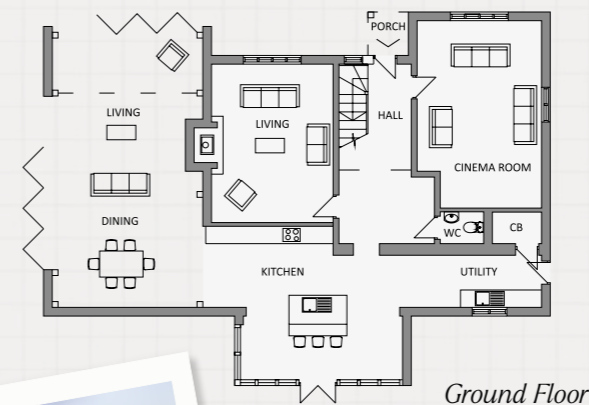 PORCH
LIVING
LIVING
HALL
CINEMA ROOM
DINING
WC
CB
KITCHEN
UTILITY
Ground Floor